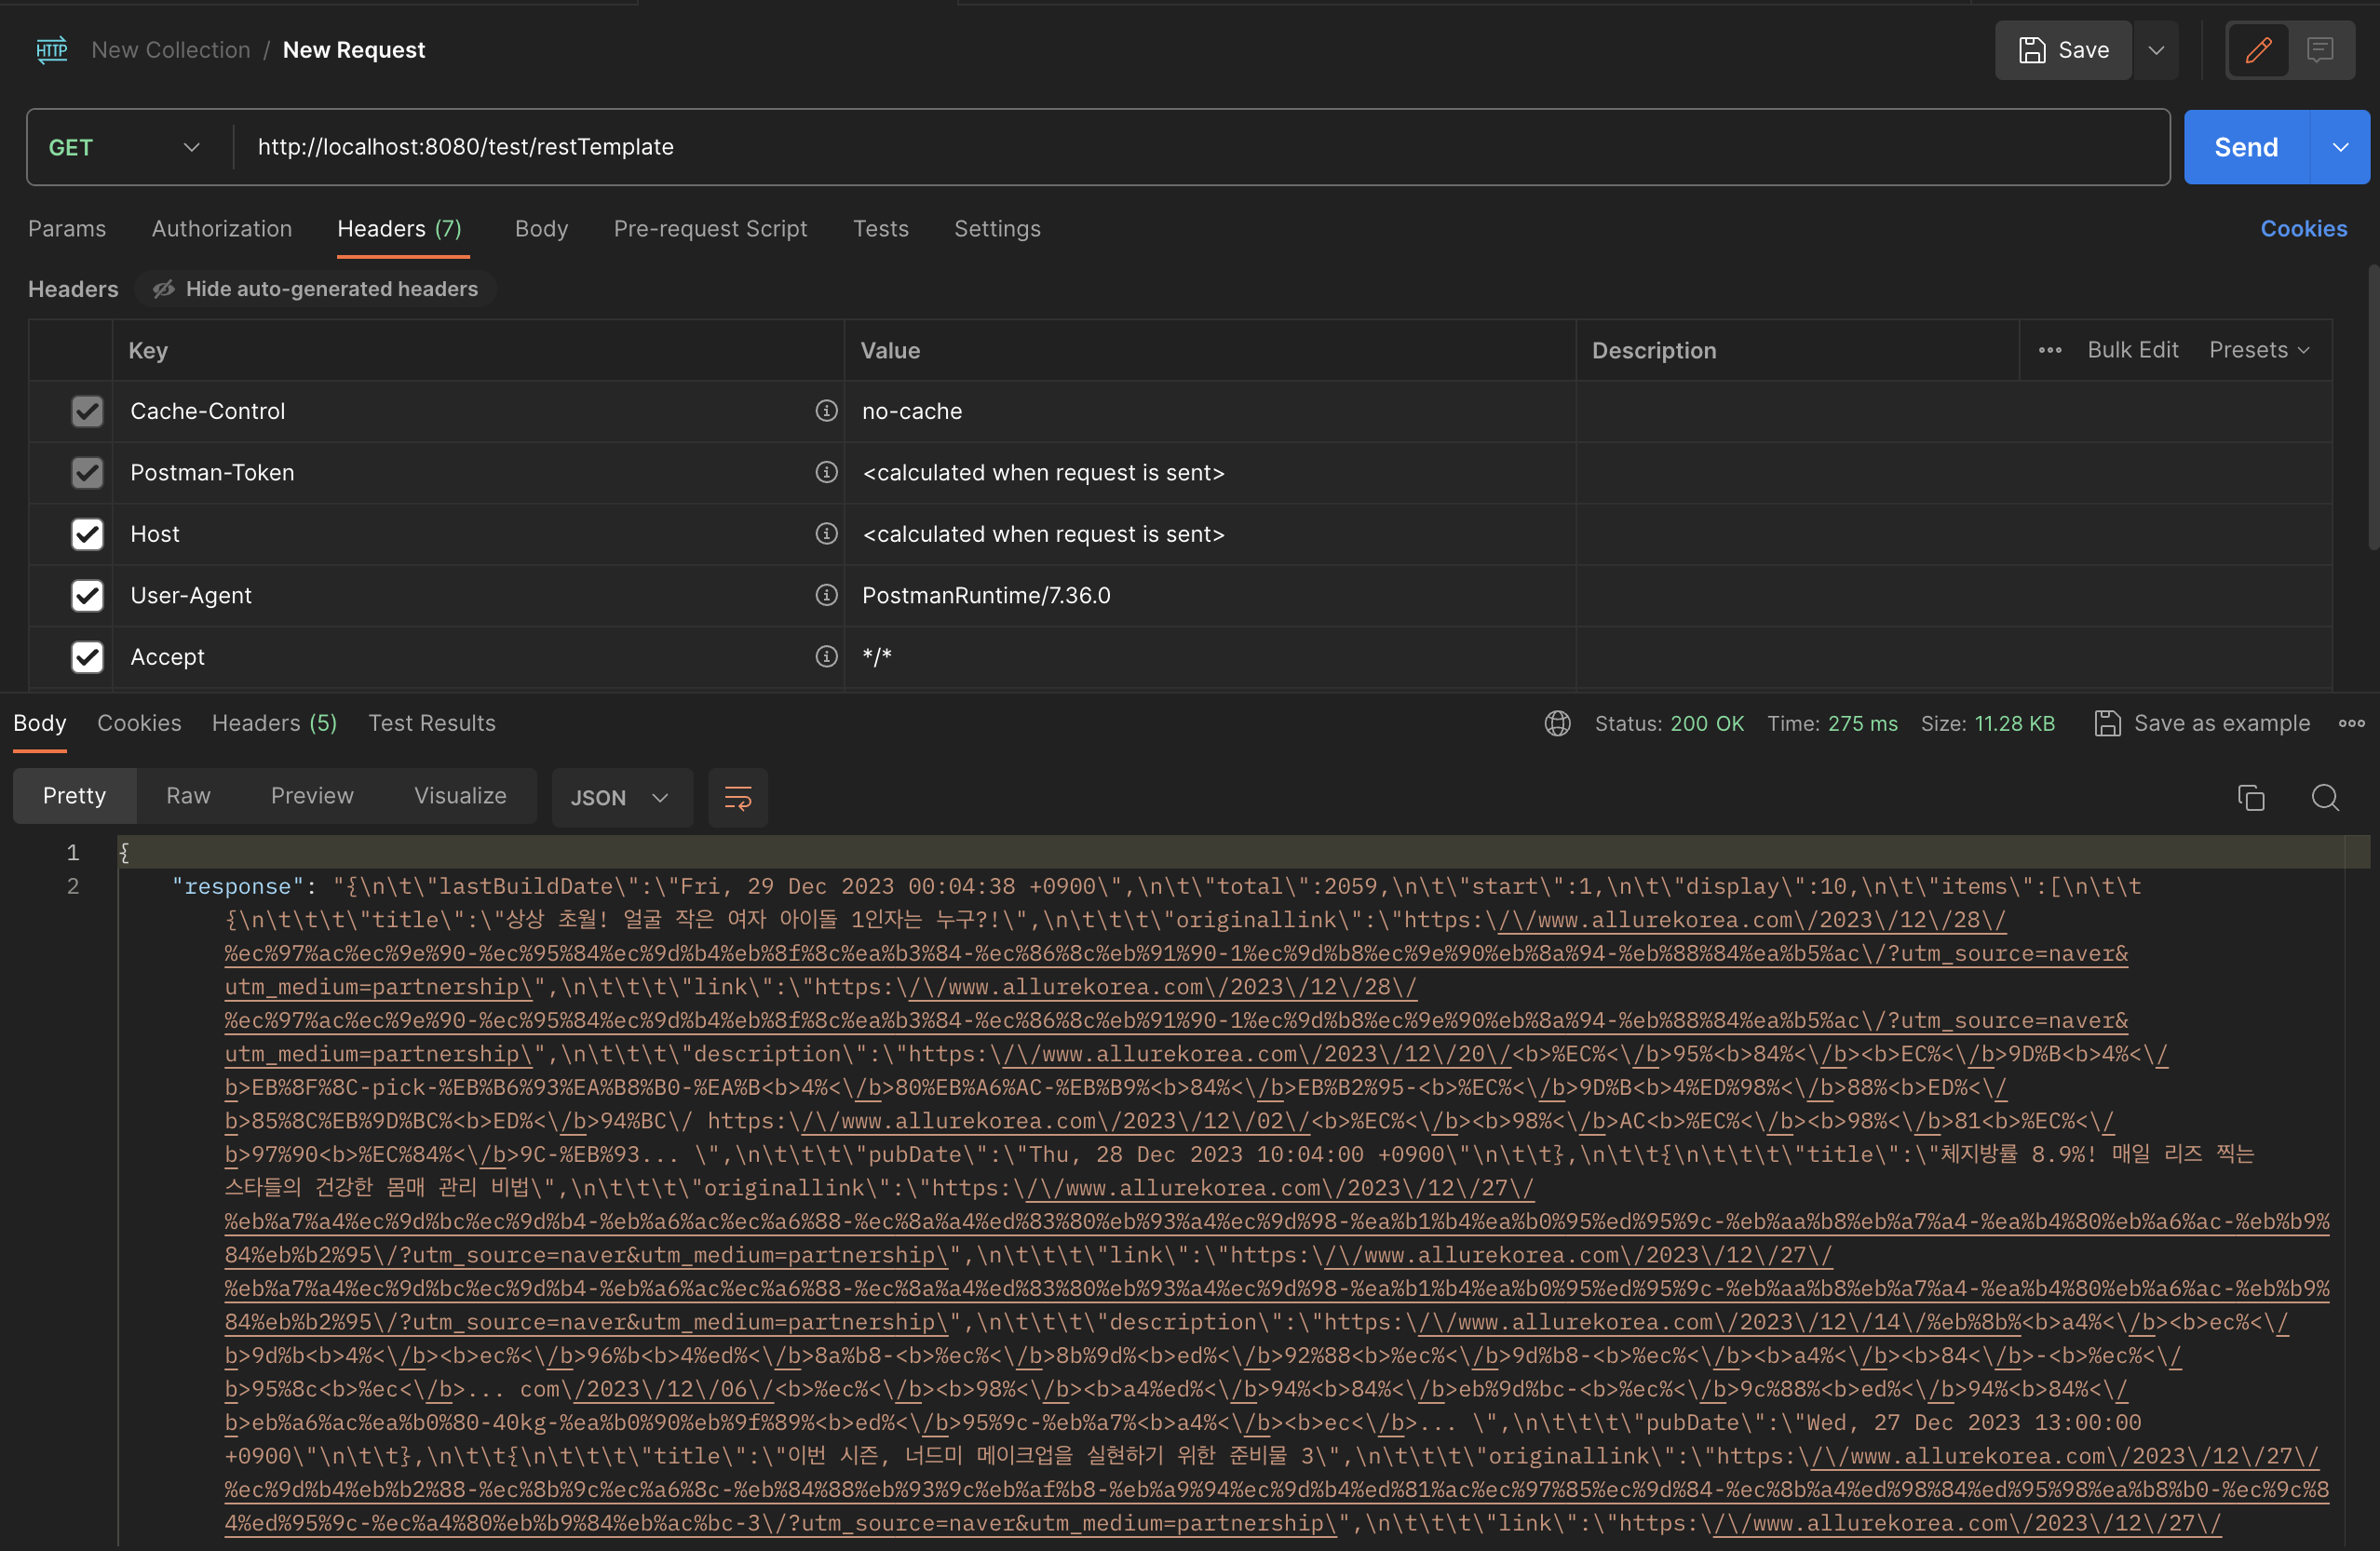 HTTP New Collection / New Request Save
GET http://localhost:8080/test/restTemplate Send
Params Authorization Headers (7) Body Pre-request Script Tests Settings Cookies
Headers Hide auto-generated headers
Key Value Description Bulk Edit Presets
Cache-Control no-cache
Postman-Token <calculated when request is sent>
Host <calculated when request is sent>
User-Agent PostmanRuntime/7.36.0
Accept */*
Body Cookies Headers (5) Test Results Status: 200 OK Time: 275 ms Size: 11.28 KB Save as example
Pretty Raw Preview Visualize JSON
1 {
2 "response": "{\n\t\"lastBuildDate\":\"Fri, 29 Dec 2023 00:04:38 +0900\",\n\t\"total\":2059,\n\t\"start\":1,\n\t\"display\":10,\n\t\"items\":[\n\t\t
{\n\t\t\t\"title\":\"상상 초월! 얼굴 작은 여자 아이돌 1인자는 누구?!\",\n\t\t\t\"originallink\":\"https:\/\/www.allurekorea.com\/2023\/12\/28\/
%ec%97%ac%ec%9e%90-%ec%95%84%ec%9d%b4%eb%8f%8c%ea%b3%84-%ec%86%8c%eb%91%90-1%ec%9d%b8%ec%9e%90%eb%8a%94-%eb%88%84%ea%b5%ac\/?utm_source=naver&
utm_medium=partnership\",\n\t\t\t\"link\":\"https:\/\/www.allurekorea.com\/2023\/12\/28\/
%ec%97%ac%ec%9e%90-%ec%95%84%ec%9d%b4%eb%8f%8c%ea%b3%84-%ec%86%8c%eb%91%90-1%ec%9d%b8%ec%9e%90%eb%8a%94-%eb%88%84%ea%b5%ac\/?utm_source=naver&
utm_medium=partnership\",\n\t\t\t\"description\":\"https:\/\/www.allurekorea.com\/2023\/12\/20\/<b>%EC%<\/b>95%<b>84%<\/b><b>EC%<\/b>9D%B<b>4%<\/
b>EB%8F%8C-pick-%EB%B6%93%EA%B8%B0-%EA%B<b>4%<\/b>80%EB%A6%AC-%EB%B9%<b>84%<\/b>EB%B2%95-<b>%EC%<\/b>9D%B<b>4%ED%98%<\/b>88%<b>ED%<\/
b>85%8C%EB%9D%BC%<b>ED%<\/b>94%BC\/ https:\/\/www.allurekorea.com\/2023\/12\/02\/<b>%EC%<\/b><b>98%<\/b>AC<b>%EC%<\/b><b>98%<\/b>81<b>%EC%<\/
b>97%90<b>%EC%84%<\/b>9C-%EB%93... \",\n\t\t\t\"pubDate\":\"Thu, 28 Dec 2023 10:04:00 +0900\"\n\t\t},\n\t\t{\n\t\t\t\"title\":\"체지방률 8.9%! 매일 리즈 찍는
스타들의 건강한 몸매 관리 비법\",\n\t\t\t\"originallink\":\"https:\/\/www.allurekorea.com\/2023\/12\/27\/
%eb%a7%a4%ec%9d%bc%ec%9d%b4-%eb%a6%ac%ec%a6%88-%ec%8a%a4%ed%83%80%eb%93%a4%ec%9d%98-%ea%b1%b4%ea%b0%95%ed%95%9c-%eb%aa%b8%eb%a7%a4-%ea%b4%80%eb%a6%ac-%eb%b9%
84%eb%b2%95\/?utm_source=naver&utm_medium=partnership\",\n\t\t\t\"link\":\"https:\/\/www.allurekorea.com\/2023\/12\/27\/
%eb%a7%a4%ec%9d%bc%ec%9d%b4-%eb%a6%ac%ec%a6%88-%ec%8a%a4%ed%83%80%eb%93%a4%ec%9d%98-%ea%b1%b4%ea%b0%95%ed%95%9c-%eb%aa%b8%eb%a7%a4-%ea%b4%80%eb%a6%ac-%eb%b9%
84%eb%b2%95\/?utm_source=naver&utm_medium=partnership\",\n\t\t\t\"description\":\"https:\/\/www.allurekorea.com\/2023\/12\/14\/%eb%8b%<b>a4%<\/b><b>ec%<\/
b>9d%b<b>4%<\/b><b>ec%<\/b>96%b<b>4%ed%<\/b>8a%b8-<b>%ec%<\/b>8b%9d%<b>ed%<\/b>92%88<b>%ec%<\/b>9d%b8-<b>%ec%<\/b><b>a4%<\/b><b>84<\/b>-<b>%ec%<\/
b>95%8c<b>%ec<\/b>... com\/2023\/12\/06\/<b>%ec%<\/b><b>98%<\/b><b>a4%ed%<\/b>94%<b>84%<\/b>eb%9d%bc-<b>%ec%<\/b>9c%88%<b>ed%<\/b>94%<b>84%<\/
b>eb%a6%ac%ea%b0%80-40kg-%ea%b0%90%eb%9f%89%<b>ed%<\/b>95%9c-%eb%a7%<b>a4%<\/b><b>ec<\/b>... \",\n\t\t\t\"pubDate\":\"Wed, 27 Dec 2023 13:00:00
+0900\"\n\t\t},\n\t\t{\n\t\t\t\"title\":\"이번 시즌, 너드미 메이크업을 실현하기 위한 준비물 3\",\n\t\t\t\"originallink\":\"https:\/\/www.allurekorea.com\/2023\/12\/27\/
%ec%9d%b4%eb%b2%88-%ec%8b%9c%ec%a6%8c-%eb%84%88%eb%93%9c%eb%af%b8-%eb%a9%94%ec%9d%b4%ed%81%ac%ec%97%85%ec%9d%84-%ec%8b%a4%ed%98%84%ed%95%98%ea%b8%b0-%ec%9c%8
4%ed%95%9c-%ec%a4%80%eb%b9%84%eb%ac%bc-3\/?utm_source=naver&utm_medium=partnership\",\n\t\t\t\"link\":\"https:\/\/www.allurekorea.com\/2023\/12\/27\/